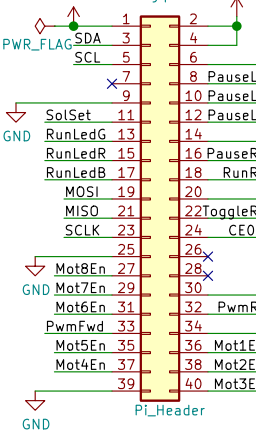 1 2
PWR_FLAG
SDA 3 4
SCL 5 6
7 8 PauseL
9 10 PauseL
GND
SolSet 11 12 PauseL
RunLedG 13 14
RunLedR 15 16 PauseR
RunLedB 17 18 RunR
MOSI 19 20
MISO 21 22 ToggleR
SCLK 23 24 CE0
25 26
GND
Mot8En 27 28
Mot7En 29 30
Mot6En 31 32 PwmR
PwmFwd 33 34
Mot5En 35 36 Mot1E
Mot4En 37 38 Mot2E
39 40 Mot3E
GND
Pi_Header